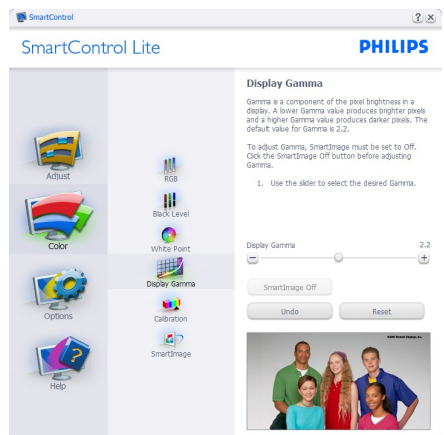 SmartControl
SmartControl Lite
PHILIPS
Adjust
Color
Options
Help
RGB
Black Level
White Point
Display Gamma
Calibration
SmartImage
Display Gamma
Gamma is a component of the pixel brightness in a
display. A lower Gamma value produces brighter pixels
and a higher Gamma value produces darker pixels. The
default value for Gamma is 2.2.
To adjust Gamma, SmartImage must be set to Off.
Click the SmartImage Off button before adjusting
Gamma.
1. Use the slider to select the desired Gamma.
Display Gamma 2.2
SmartImage Off
Undo Reset